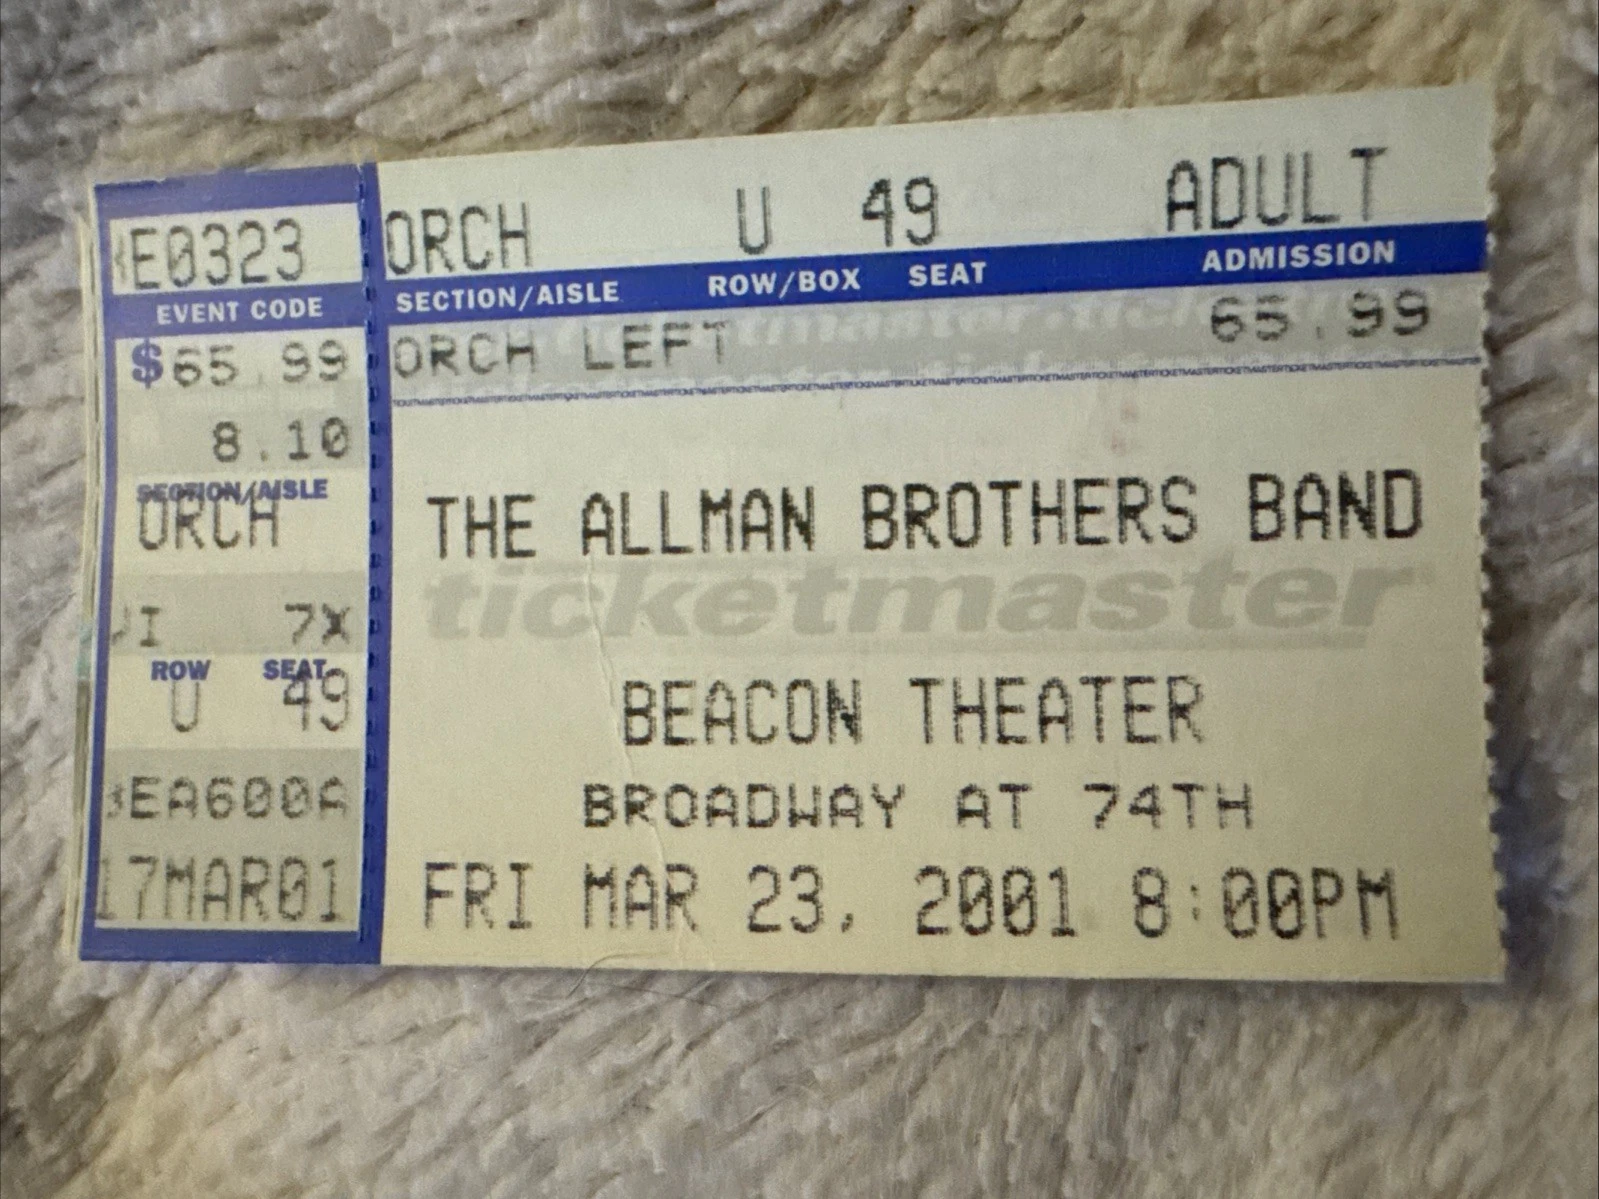 E0323
EVENT CODE
$65.99
8.10
SECTION/AISLE
ORCH
7X
ROW SEAT
U 49
EA600A
17MAR01
ORCH U 49 ADULT
SECTION/AISLE ROW/BOX SEAT ADMISSION
ORCH LEFT 65.99
THE ALLMAN BROTHERS BAND
ticketmaster
BEACON THEATER
BROADWAY AT 74TH
FRI MAR 23, 2001 8:00PM